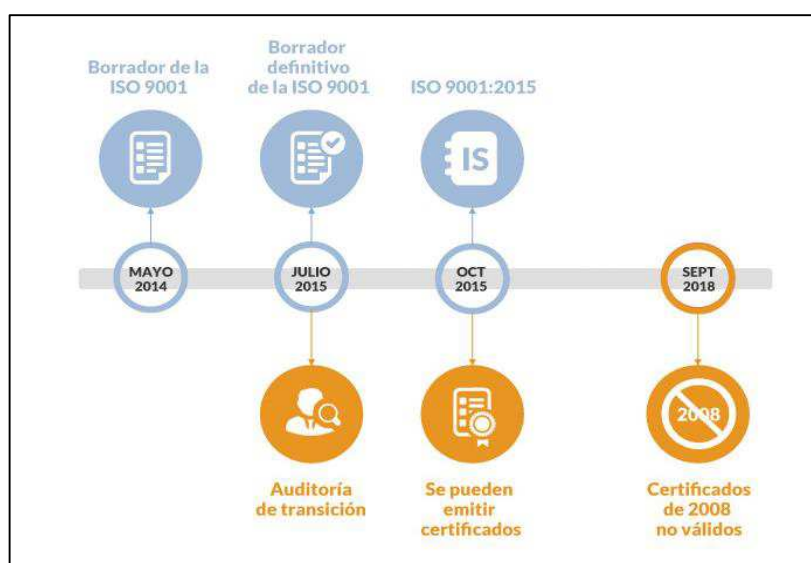 Borrador de la
ISO 9001
Borrador
definitivo
de la ISO 9001
ISO 9001:2015
IS
MAYO
2014
JULIO
2015
OCT
2015
SEPT
2018
2008
Auditoría
de transición
Se pueden
emitir
certificados
Certificados
de 2008
no válidos